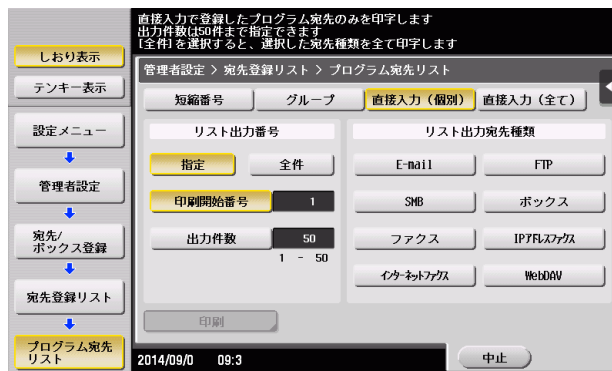 直接入力で登録したプログラム宛先のみを印字します
出力件数は50件まで指定できます
[全件]を選択すると、選択した宛先種類を全て印字します
しおり表示
テンキー表示
設定メニュー
管理者設定
宛先/
ボックス登録
宛先登録リスト
プログラム宛先
リスト
管理者設定 > 宛先登録リスト > プログラム宛先リスト
短縮番号 グループ 直接入力(個別) 直接入力(全て)
リスト出力番号
指定 全件
印刷開始番号 1
出力件数 50
1 - 50
印刷
リスト出力宛先種類
E-mail FTP
SMB ボックス
ファクス IPアドレスファクス
インターネットファクス WebDAV
2014/09/0 09:3
中止